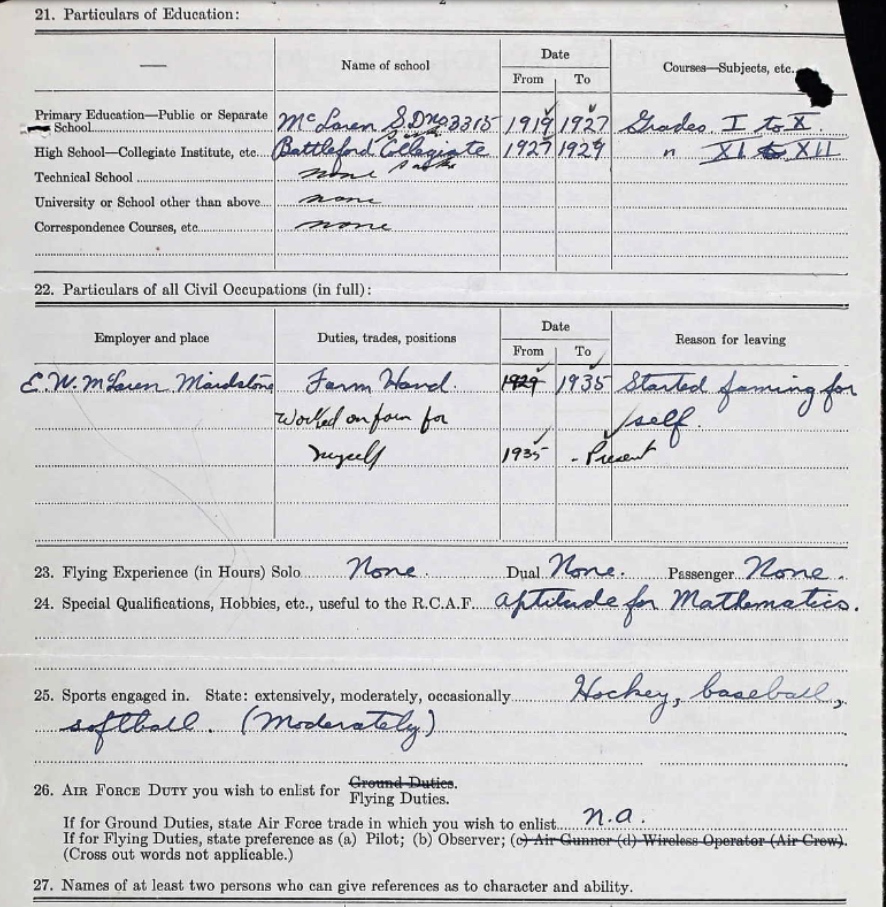 21. Particulars of Education:
— Name of school Date Courses—Subjects, etc.
From To
Primary Education—Public or Separate School McLaren S.D. No 3315 1919 1927 Grades I to X.
High School—Collegiate Institute, etc. Battleford Collegiate 1927 1929 " XI to XII
Sask
Technical School none
University or School other than above none
Correspondence Courses, etc. none
22. Particulars of all Civil Occupations (in full):
Employer and place Duties, trades, positions Date Reason for leaving
From To
E.W. McLaren Maidstone Farm Hand. 1929 1935 Started faming for
Worked on farm for self.
myself 1935 - Present
23. Flying Experience (in Hours) Solo None. Dual None. Passenger None.
24. Special Qualifications, Hobbies, etc., useful to the R.C.A.F. aptitude for Mathematics.
25. Sports engaged in. State: extensively, moderately, occasionally Hockey, baseball,
softball. (Moderately)
26. AIR FORCE DUTY you wish to enlist for Ground Duties.
Flying Duties.
If for Ground Duties, state Air Force trade in which you wish to enlist n.a.
If for Flying Duties, state preference as (a) Pilot; (b) Observer; (c) Air Gunner (d) Wireless Operator (Air Crew).
(Cross out words not applicable.)
27. Names of at least two persons who can give references as to character and ability.